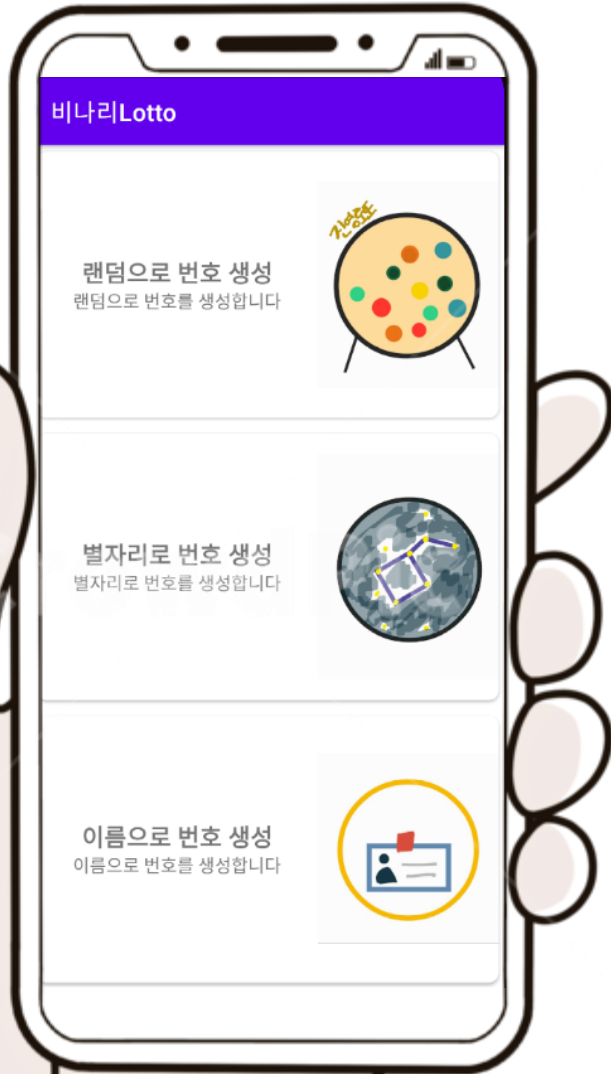 비나리Lotto
랜덤으로 번호 생성
랜덤으로 번호를 생성합니다
별자리로 번호 생성
별자리로 번호를 생성합니다
이름으로 번호 생성
이름으로 번호를 생성합니다